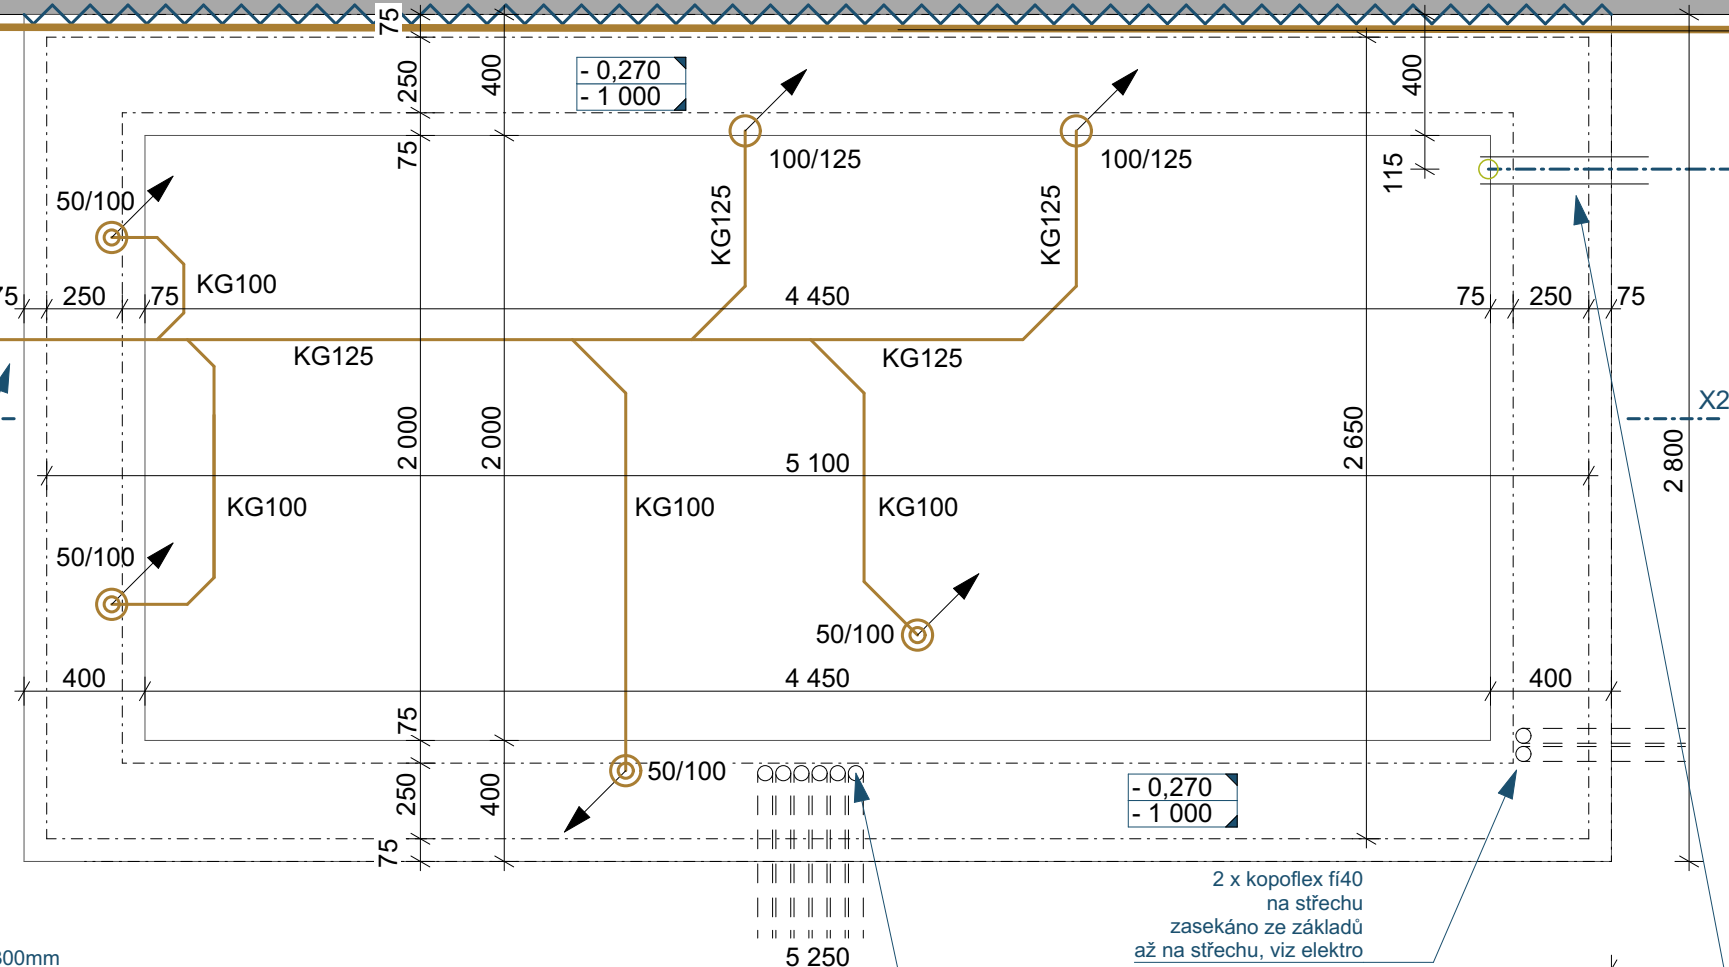 75
250
400
75
- 0,270
- 1 000
400
115
100/125
100/125
50/100
KG125
KG125
KG100
75
250
75
4 450
75
250
75
KG125
KG125
X2
2 000
2 000
2 650
2 800
5 100
KG100
KG100
KG100
50/100
50/100
400
4 450
400
75
50/100
250
400
75
- 0,270
- 1 000
2 x kopoflex fí40
na střechu
zasekáno ze základů
až na střechu, viz elektro
5 250